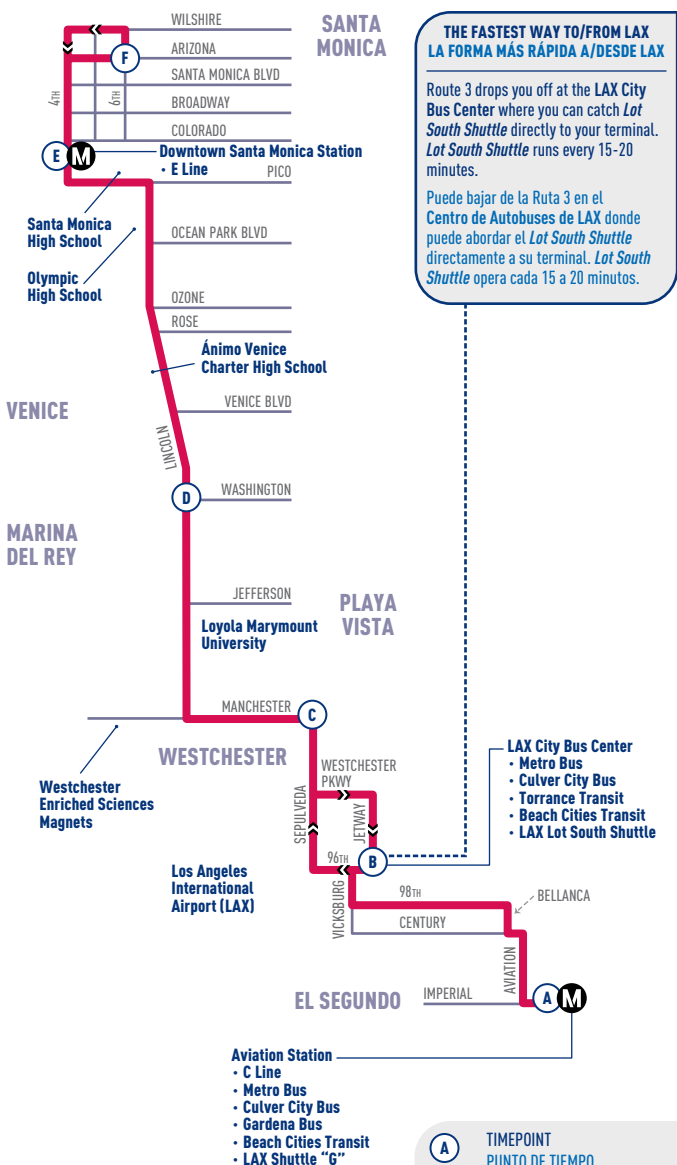 WILSHIRE
SANTA
MONICA
ARIZONA
F
SANTA MONICA BLVD
4TH
6TH
BROADWAY
COLORADO
E M
Downtown Santa Monica Station
• E Line
PICO
Santa Monica
High School
OCEAN PARK BLVD
Olympic
High School
OZONE
ROSE
Ánimo Venice
Charter High School
VENICE
VENICE BLVD
LINCOLN
D
WASHINGTON
MARINA
DEL REY
JEFFERSON
PLAYA
VISTA
Loyola Marymount
University
MANCHESTER
C
WESTCHESTER
Westchester
Enriched Sciences
Magnets
WESTCHESTER
PKWY
SEPULVEDA
JETWAY
B
96TH
Los Angeles
International
Airport (LAX)
VICKSBURG
98TH
BELLANCA
CENTURY
AVIATION
EL SEGUNDO
IMPERIAL
A M
Aviation Station
• C Line
• Metro Bus
• Culver City Bus
• Gardena Bus
• Beach Cities Transit
• LAX Shuttle “G”
THE FASTEST WAY TO/FROM LAX
LA FORMA MÁS RÁPIDA A/DESDE LAX
Route 3 drops you off at the LAX City
Bus Center where you can catch Lot
South Shuttle directly to your terminal.
Lot South Shuttle runs every 15-20
minutes.
Puede bajar de la Ruta 3 en el
Centro de Autobuses de LAX donde
puede abordar el Lot South Shuttle
directamente a su terminal. Lot South
Shuttle opera cada 15 a 20 minutos.
LAX City Bus Center
• Metro Bus
• Culver City Bus
• Torrance Transit
• Beach Cities Transit
• LAX Lot South Shuttle
A
TIMEPOINT
PUNTO DE TIEMPO